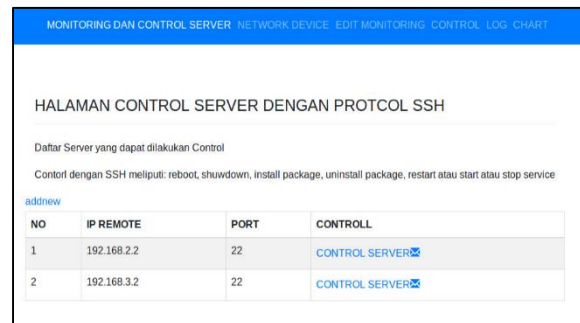 MONITORING DAN CONTROL SERVER NETWORK DEVICE EDIT MONITORING CONTROL LOG CHART
HALAMAN CONTROL SERVER DENGAN PROTCOL SSH
Daftar Server yang dapat dilakukan Control
Contorl dengan SSH meliputi: reboot, shuwdown, install package, uninstall package, restart atau start atau stop service
addnew
NO IP REMOTE PORT CONTROLL
1 192.168.2.2 22 CONTROL SERVER
2 192.168.3.2 22 CONTROL SERVER